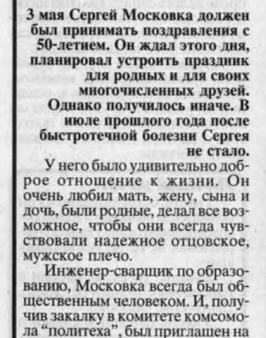 3 мая Сергей Московка должен
был принимать поздравления с
50-летием. Он ждал этого дня,
планировал устроить праздник
для родных и для своих
многочисленных друзей.
Однако получилось иначе. В
июле прошлого года после
быстротечной болезни Сергея
не стало.
У него было удивительно доб-
рое отношение к жизни. Он
очень любил мать, жену, сына и
дочь, были родные, делал все воз-
можное, чтобы они всегда чув-
ствовали надежное отцовское,
мужское плечо.
Инженер-сварщик по образо-
ванию, Московка всегда был об-
щественным человеком. И, полу-
чив закалку в комитете комсомо-
ла "политеха", был приглашен на